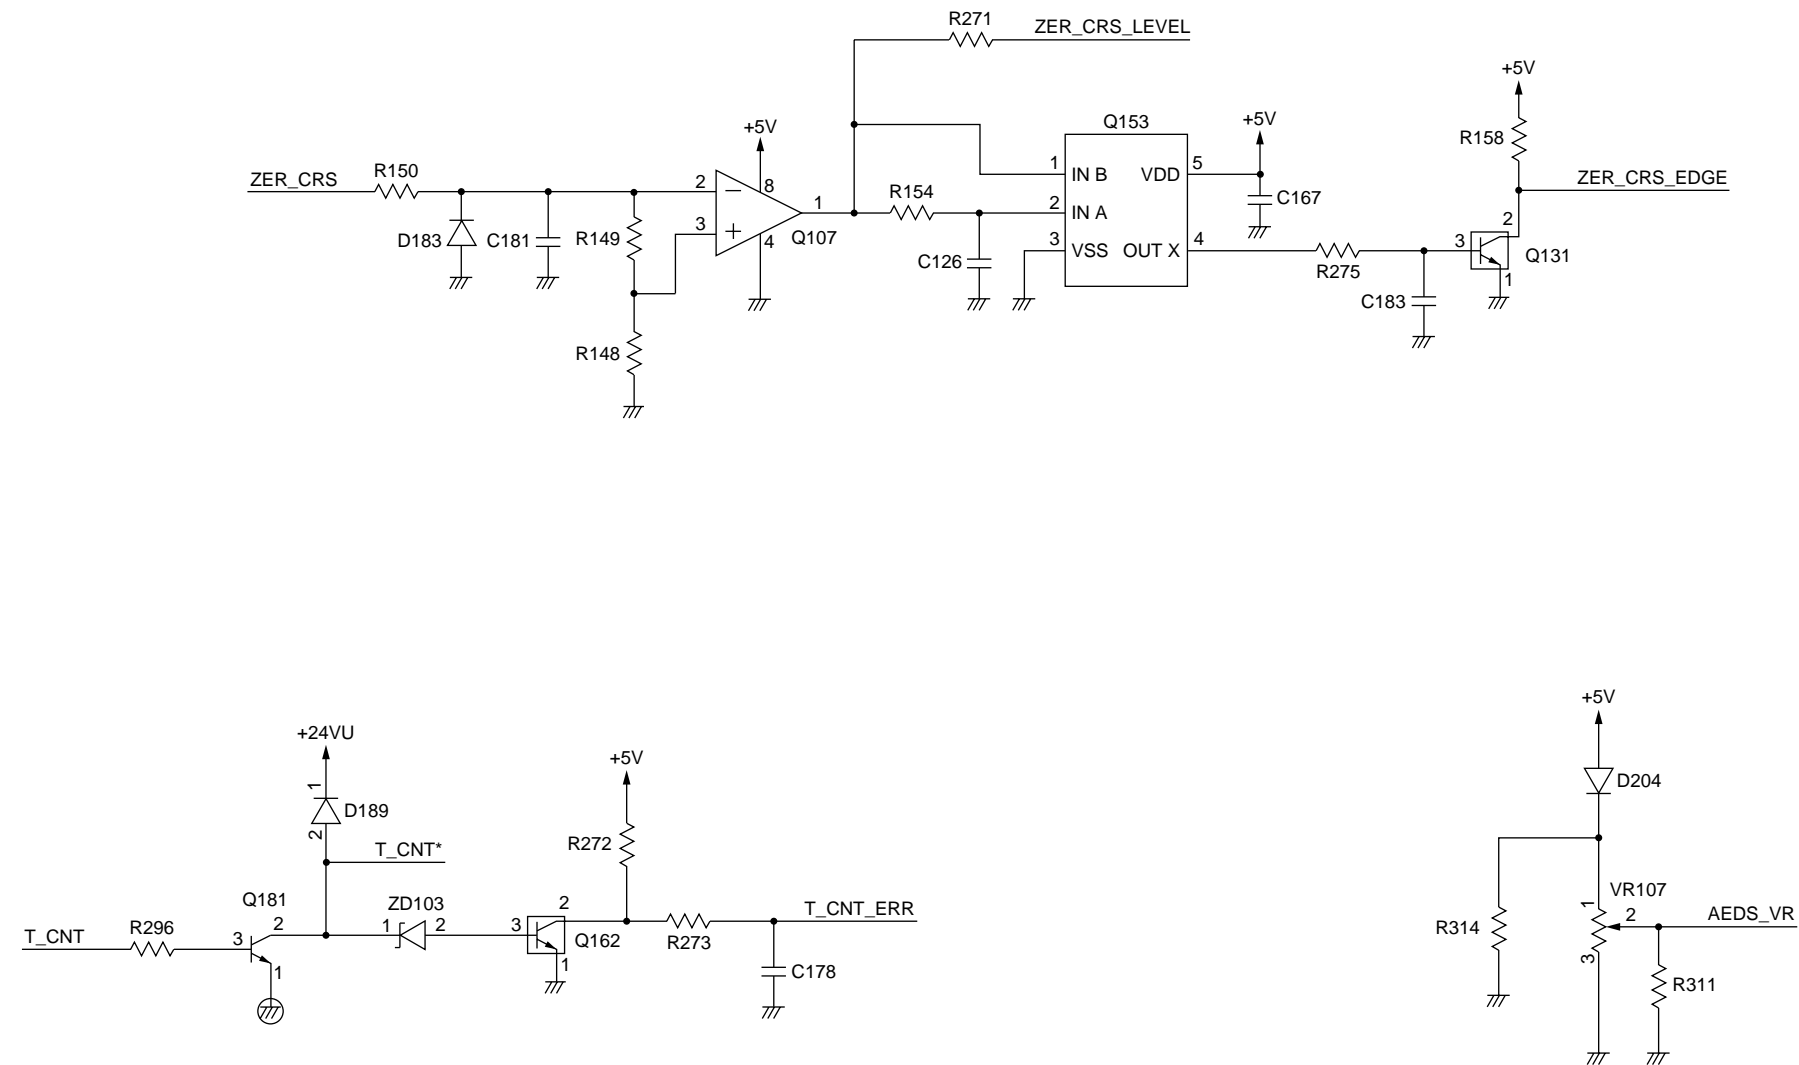 R271
ZER_CRS_LEVEL
+5V
R158
ZER_CRS_EDGE
2
3
Q131
1
+5V
Q153
+5V
ZER_CRS
R150
2
8
3
4
1
Q107
R154
1
IN B
VDD
5
2
IN A
3
VSS
OUT X
4
C167
D183
C181
R149
C126
R275
C183
R148
+24VU
1
D189
2
T_CNT*
+5V
R272
Q181
2
ZD103
1
2
3
2
Q162
1
T_CNT_ERR
T_CNT
R296
3
1
R273
C178
+5V
D204
VR107
1
2
AEDS_VR
R314
3
R311